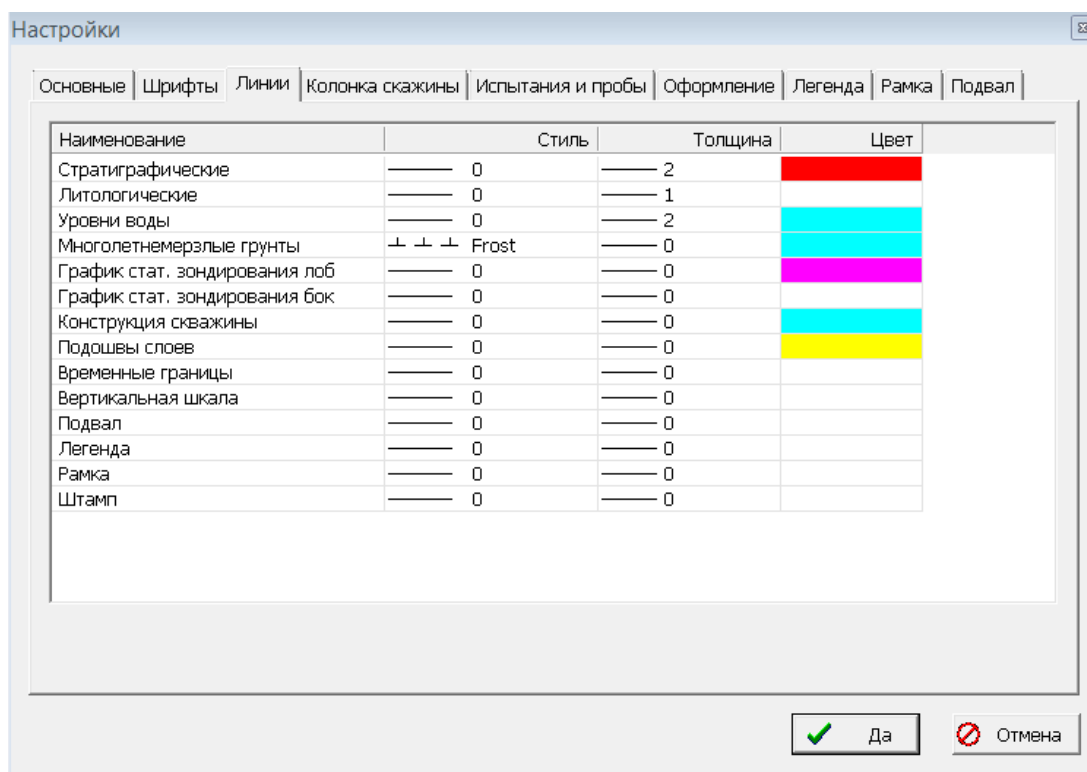 Настройки
Основные Шрифты Линии Колонка скажины Испытания и пробы Оформление Легенда Рамка Подвал
Наименование Стиль Толщина Цвет
Стратиграфические 0 2
Литологические 0 1
Уровни воды 0 2
Многолетнемерзлые грунты Frost 0
График стат. зондирования лоб 0 0
График стат. зондирования бок 0 0
Конструкция скважины 0 0
Подошвы слоев 0 0
Временные границы 0 0
Вертикальная шкала 0 0
Подвал 0 0
Легенда 0 0
Рамка 0 0
Штамп 0 0
Да Отмена